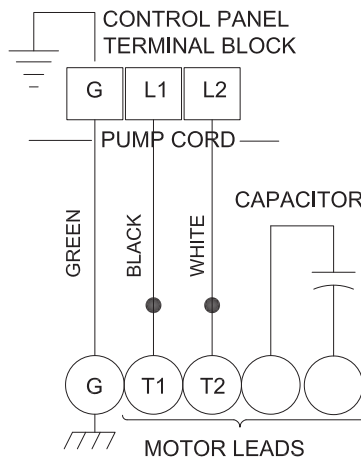 CONTROL PANEL
TERMINAL BLOCK
G L1 L2
PUMP CORD
CAPACITOR
GREEN
BLACK
WHITE
G T1 T2
MOTOR LEADS